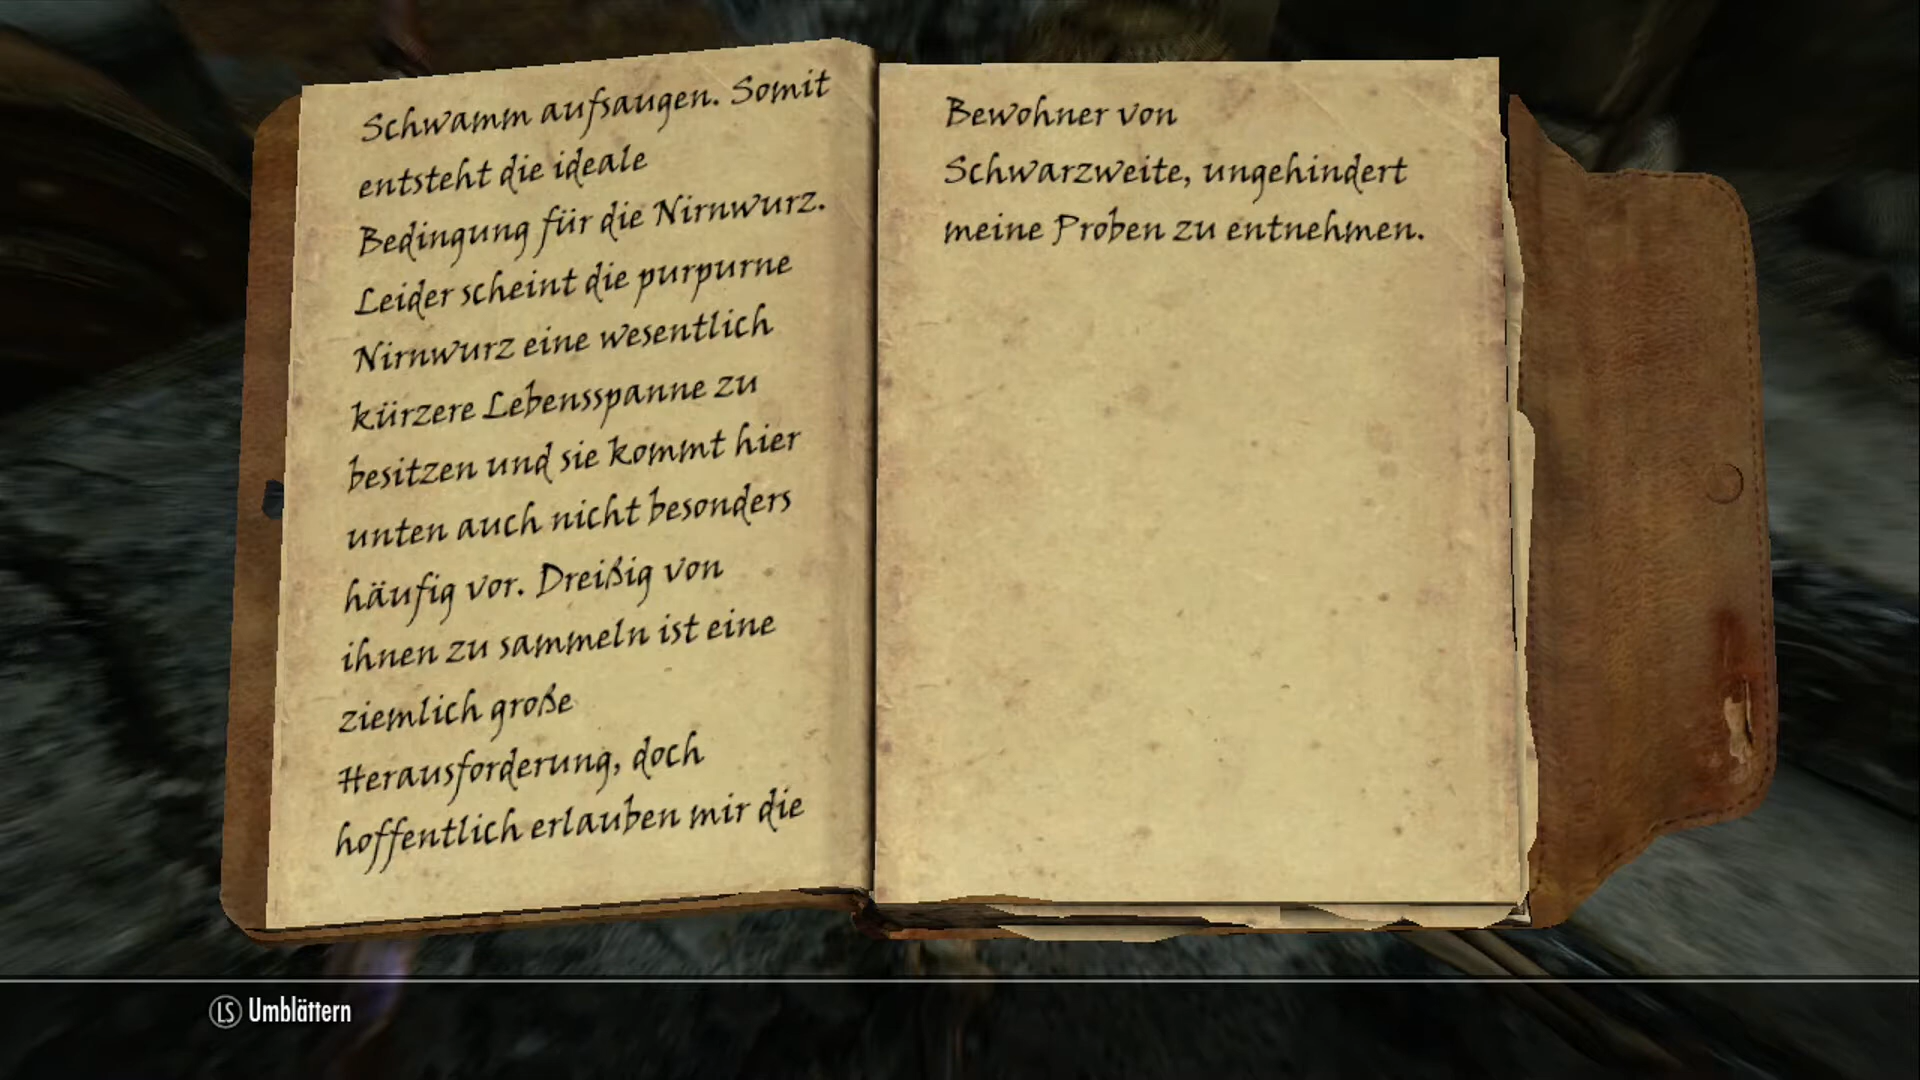 Schwamm aufsaugen. Somit
entsteht die ideale
Bedingung für die Nirnwurz.
Leider scheint die purpurne
Nirnwurz eine wesentlich
kürzere Lebensspanne zu
besitzen und sie kommt hier
unten auch nicht besonders
häufig vor. Dreißig von
ihnen zu sammeln ist eine
ziemlich große
Herausforderung, doch
hoffentlich erlauben mir die
Bewohner von
Schwarzweite, ungehindert
meine Proben zu entnehmen.
LS Umblättern